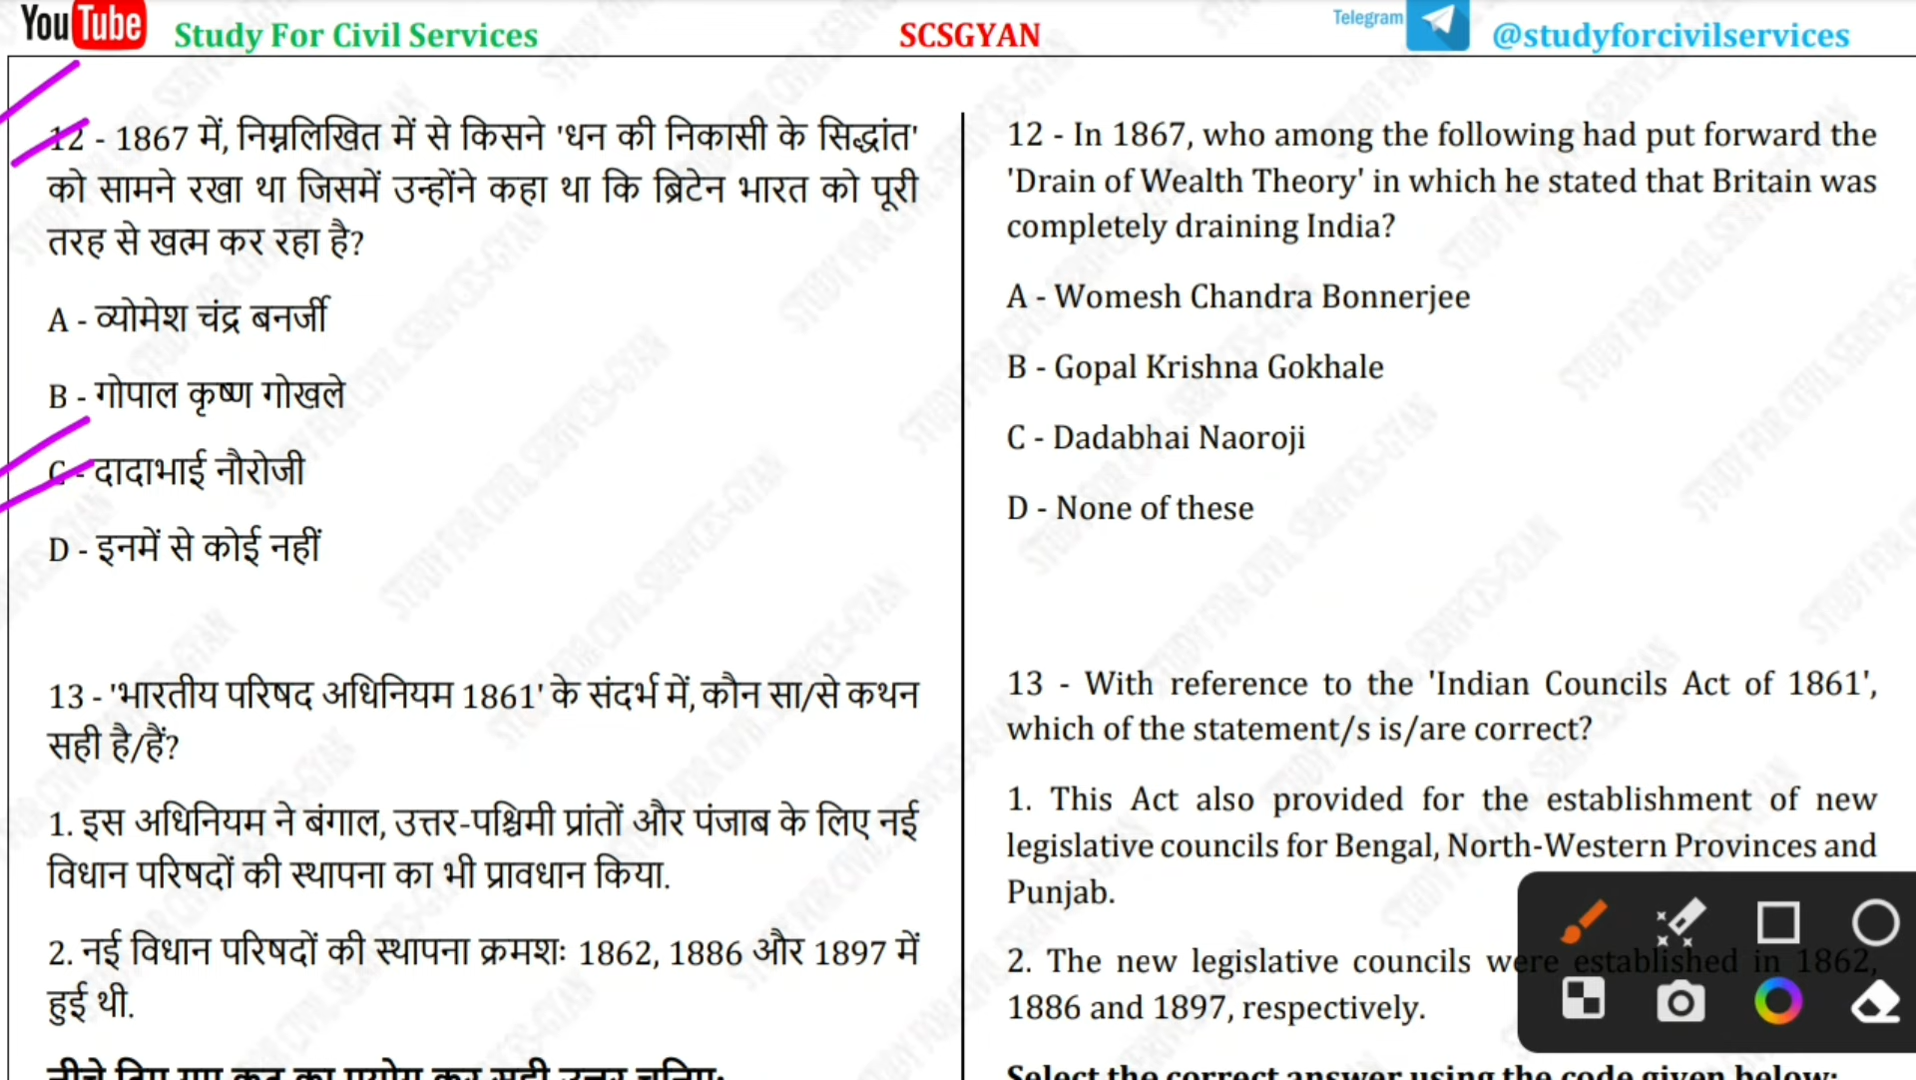 YouTube Study For Civil Services SCSGYAN Telegram @studyforcivilservices
12 - 1867 में, निम्नलिखित में से किसने 'धन की निकासी के सिद्धांत'
को सामने रखा था जिसमें उन्होंने कहा था कि ब्रिटेन भारत को पूरी
तरह से खत्म कर रहा है?
A - व्योमेश चंद्र बनर्जी
B - गोपाल कृष्ण गोखले
C - दादाभाई नौरोजी
D - इनमें से कोई नहीं
13 - 'भारतीय परिषद अधिनियम 1861' के संदर्भ में, कौन सा/से कथन
सही है/हैं?
1. इस अधिनियम ने बंगाल, उत्तर-पश्चिमी प्रांतों और पंजाब के लिए नई
विधान परिषदों की स्थापना का भी प्रावधान किया.
2. नई विधान परिषदों की स्थापना क्रमशः 1862, 1886 और 1897 में
हुई थी.
नीचे दिए गए कूट का प्रयोग कर सही उत्तर चुनिए:
12 - In 1867, who among the following had put forward the
'Drain of Wealth Theory' in which he stated that Britain was
completely draining India?
A - Womesh Chandra Bonnerjee
B - Gopal Krishna Gokhale
C - Dadabhai Naoroji
D - None of these
13 - With reference to the 'Indian Councils Act of 1861',
which of the statement/s is/are correct?
1. This Act also provided for the establishment of new
legislative councils for Bengal, North-Western Provinces and
Punjab.
2. The new legislative councils were established in 1862,
1886 and 1897, respectively.
Select the correct answer using the code given below: